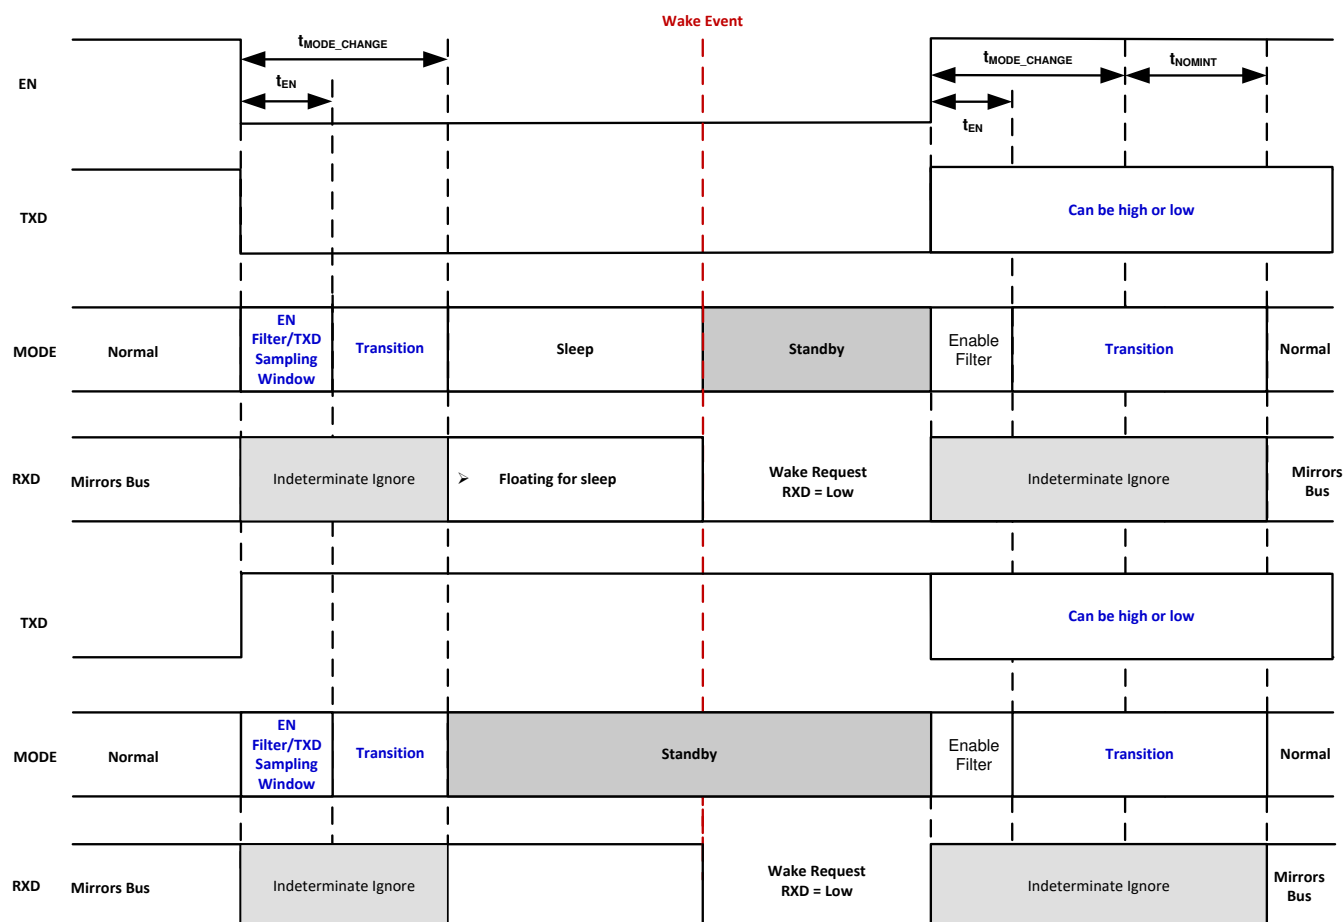 Wake Event
tMODE_CHANGE
tMODE_CHANGE
tNOMINT
EN
tEN
tEN
TXD
Can be high or low
MODE
Normal
EN
Filter/TXD
Sampling
Window
Transition
Sleep
Standby
Enable
Filter
Transition
Normal
RXD
Mirrors Bus
Indeterminate Ignore
➢ Floating for sleep
Wake Request
RXD = Low
Indeterminate Ignore
Mirrors
Bus
TXD
Can be high or low
MODE
Normal
EN
Filter/TXD
Sampling
Window
Transition
Standby
Enable
Filter
Transition
Normal
RXD
Mirrors Bus
Indeterminate Ignore
Wake Request
RXD = Low
Indeterminate Ignore
Mirrors
Bus